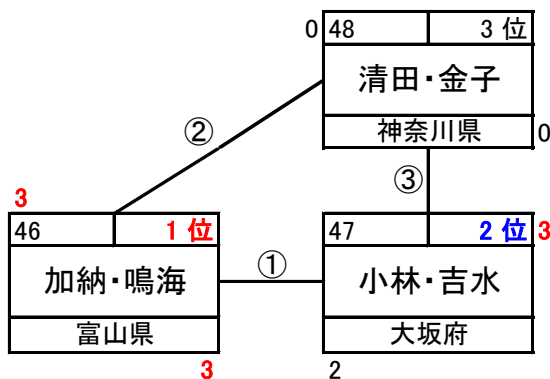 0 48 3 位
清田・金子
神奈川県 0
②
③
3
46 1 位
加納・鳴海
富山県
3
①
47 2 位 3
小林・吉水
大坂府
2